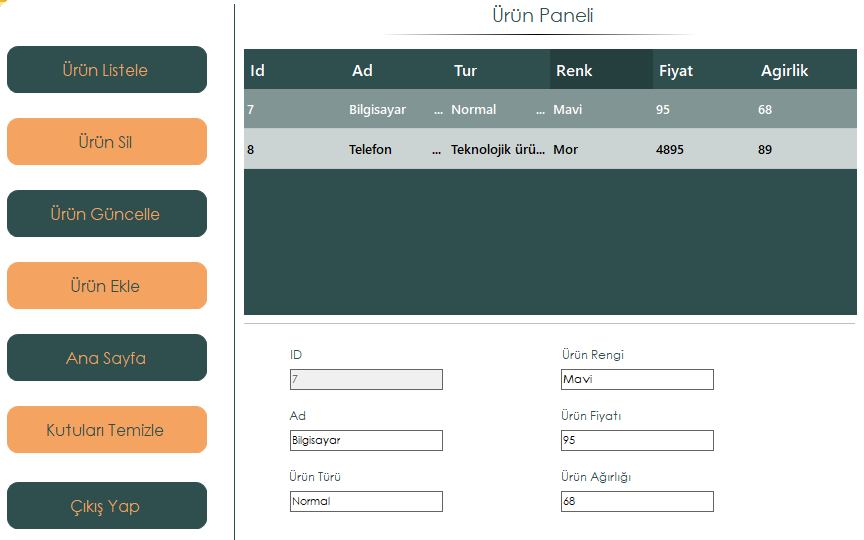 Ürün Paneli
Ürün Listele
Ürün Sil
Ürün Güncelle
Ürün Ekle
Ana Sayfa
Kutuları Temizle
Çıkış Yap
Id Ad Tur Renk Fiyat Agirlik
7 Bilgisayar ... Normal ... Mavi 95 68
8 Telefon ... Teknolojik ürü... Mor 4895 89
ID Ürün Rengi
7 Mavi
Ad Ürün Fiyatı
Bilgisayar 95
Ürün Türü Ürün Ağırlığı
Normal 68